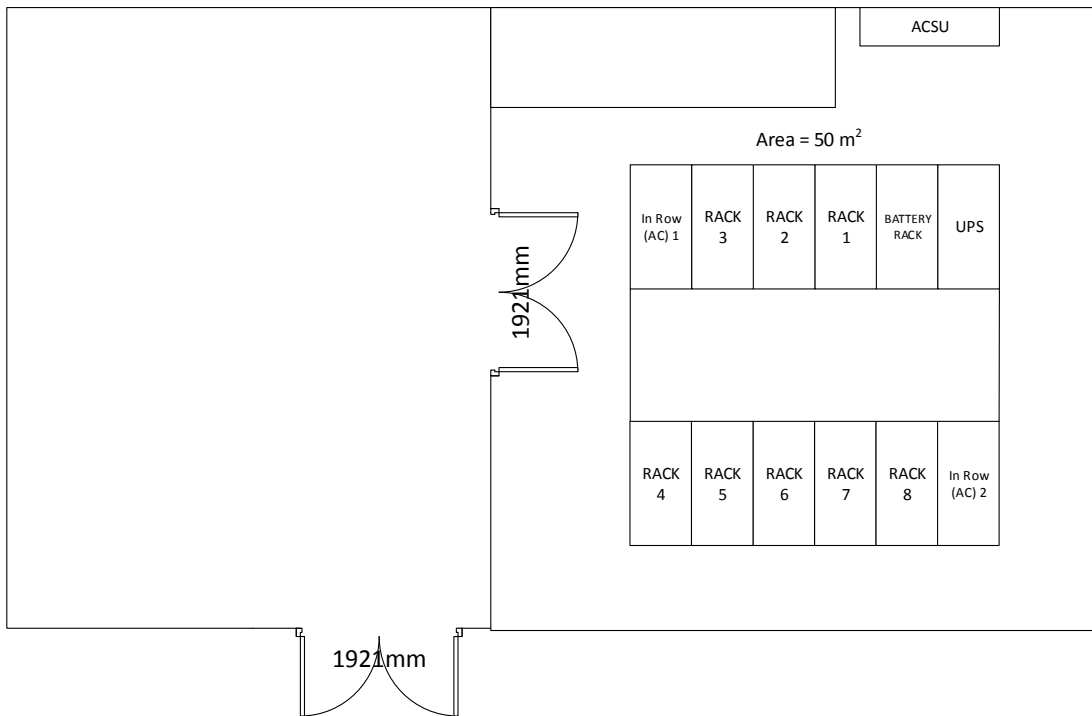 ACSU
Area = 50 m²
In Row
(AC) 1
RACK
3
RACK
2
RACK
1
BATTERY
RACK
UPS
1921mm
RACK
4
RACK
5
RACK
6
RACK
7
RACK
8
In Row
(AC) 2
1921mm